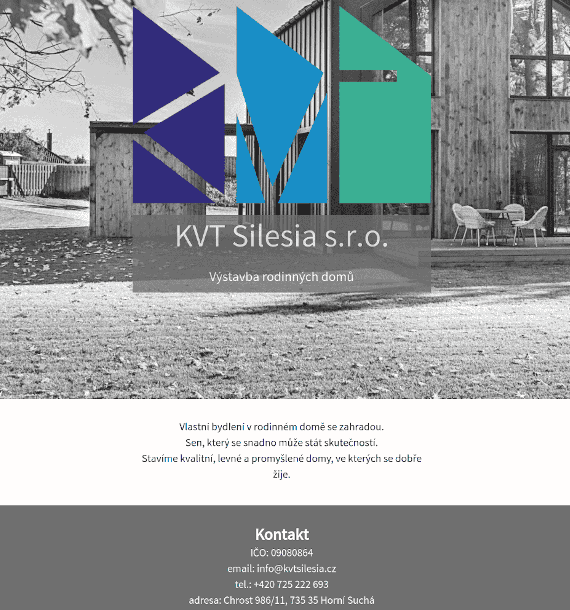 KVT Silesia s.r.o.
Výstavba rodinných domů
Vlastní bydlení v rodinném domě se zahradou.
Sen, který se snadno může stát skutečností.
Stavíme kvalitní, levné a promyšlené domy, ve kterých se dobře
žije.
Kontakt
IČO: 09080864
email: info@kvtsilesia.cz
tel.: +420 725 222 693
adresa: Chrost 986/11, 735 35 Horní Suchá